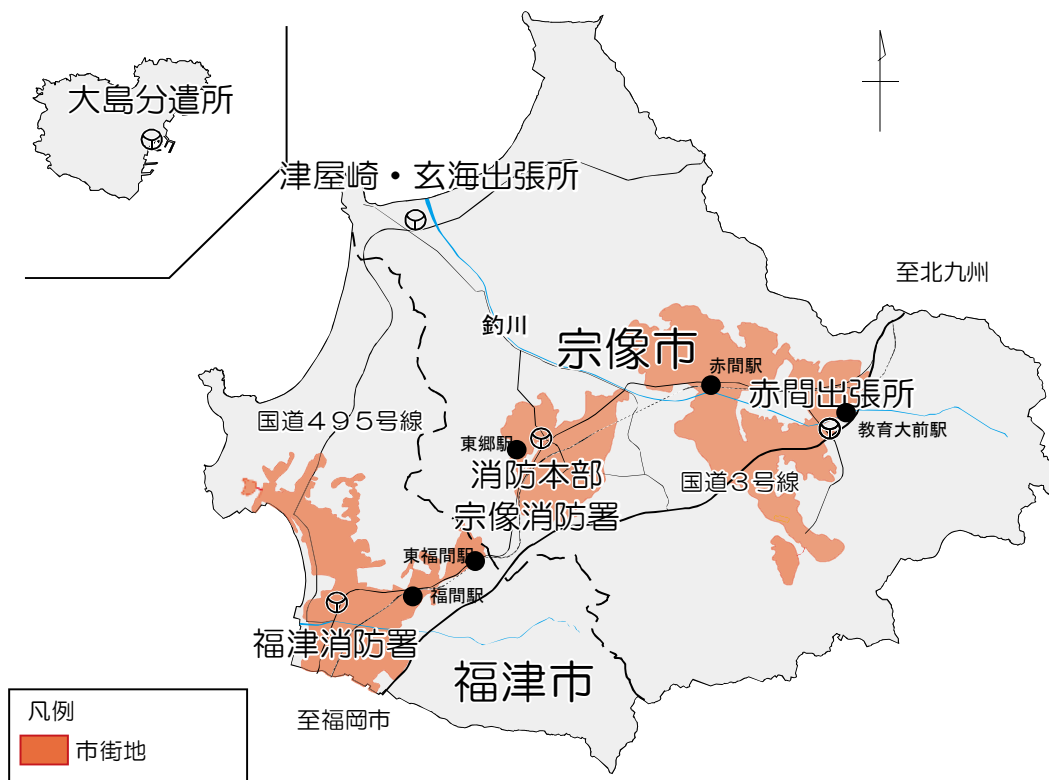 大島分遣所
津屋崎・玄海出張所
至北九州
釣川
宗像市
赤間駅
赤間出張所
教育大前駅
国道495号線
東郷駅
消防本部
宗像消防署
国道3号線
東福間駅
福間駅
福津消防署
福津市
至福岡市
凡例
市街地